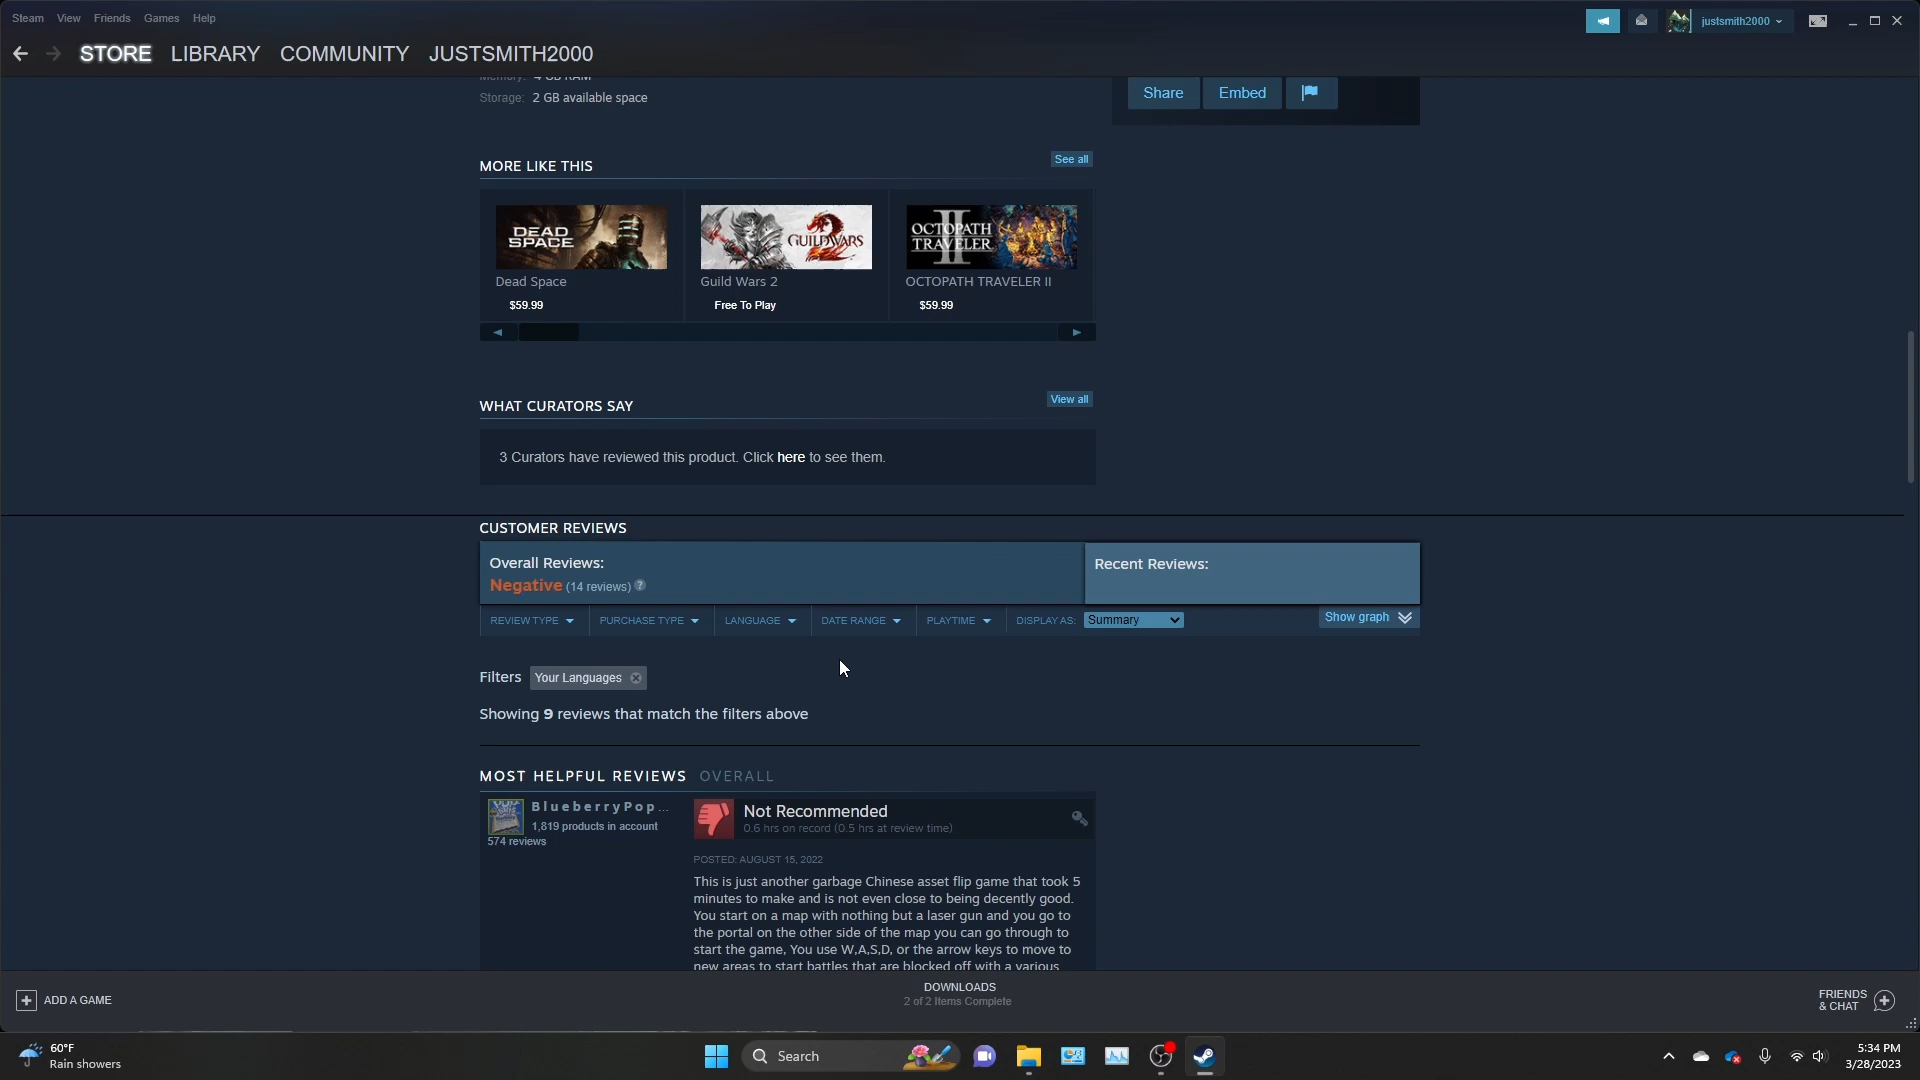 Steam View Friends Games Help
justsmith2000
STORE LIBRARY COMMUNITY JUSTSMITH2000
Memory: 4 GB RAM
Storage: 2 GB available space
Share Embed
MORE LIKE THIS
See all
DEAD SPACE
GUILD WARS 2
OCTOPATH TRAVELER II
Dead Space
Guild Wars 2
OCTOPATH TRAVELER II
$59.99
Free To Play
$59.99
WHAT CURATORS SAY
View all
3 Curators have reviewed this product. Click here to see them.
CUSTOMER REVIEWS
Overall Reviews:
Negative (14 reviews) ?
Recent Reviews:
REVIEW TYPE PURCHASE TYPE LANGUAGE DATE RANGE PLAYTIME DISPLAY AS: Summary
Show graph
Filters Your Languages
Showing 9 reviews that match the filters above
MOST HELPFUL REVIEWS OVERALL
BlueberryPop...
1,819 products in account
574 reviews
Not Recommended
0.6 hrs on record (0.5 hrs at review time)
POSTED: AUGUST 15, 2022
This is just another garbage Chinese asset flip game that took 5
minutes to make and is not even close to being decently good.
You start on a map with nothing but a laser gun and you go to
the portal on the other side of the map you can go through to
start the game, You use W,A,S,D, or the arrow keys to move to
new areas to start battles that are blocked off with a various
ADD A GAME
DOWNLOADS
2 of 2 Items Complete
FRIENDS
& CHAT
60°F
Rain showers
Search
5:34 PM
3/28/2023